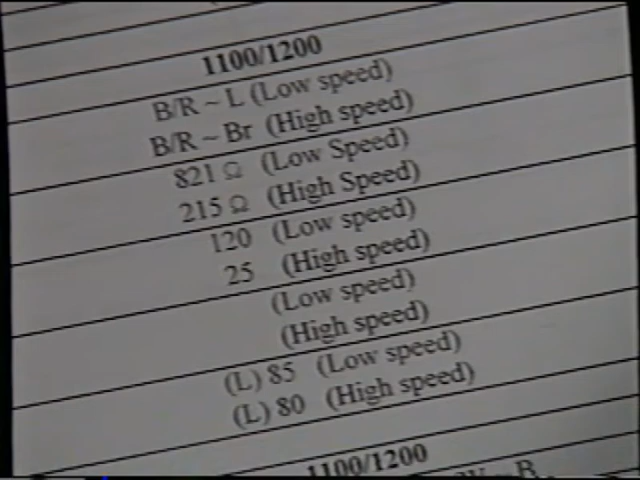 1100/1200
B/R ~ L (Low speed)
B/R ~ Br (High speed)
821 Ω (Low Speed)
215 Ω (High Speed)
120 (Low speed)
25 (High speed)
(Low speed)
(High speed)
(L) 85 (Low speed)
(L) 80 (High speed)
1100/1200